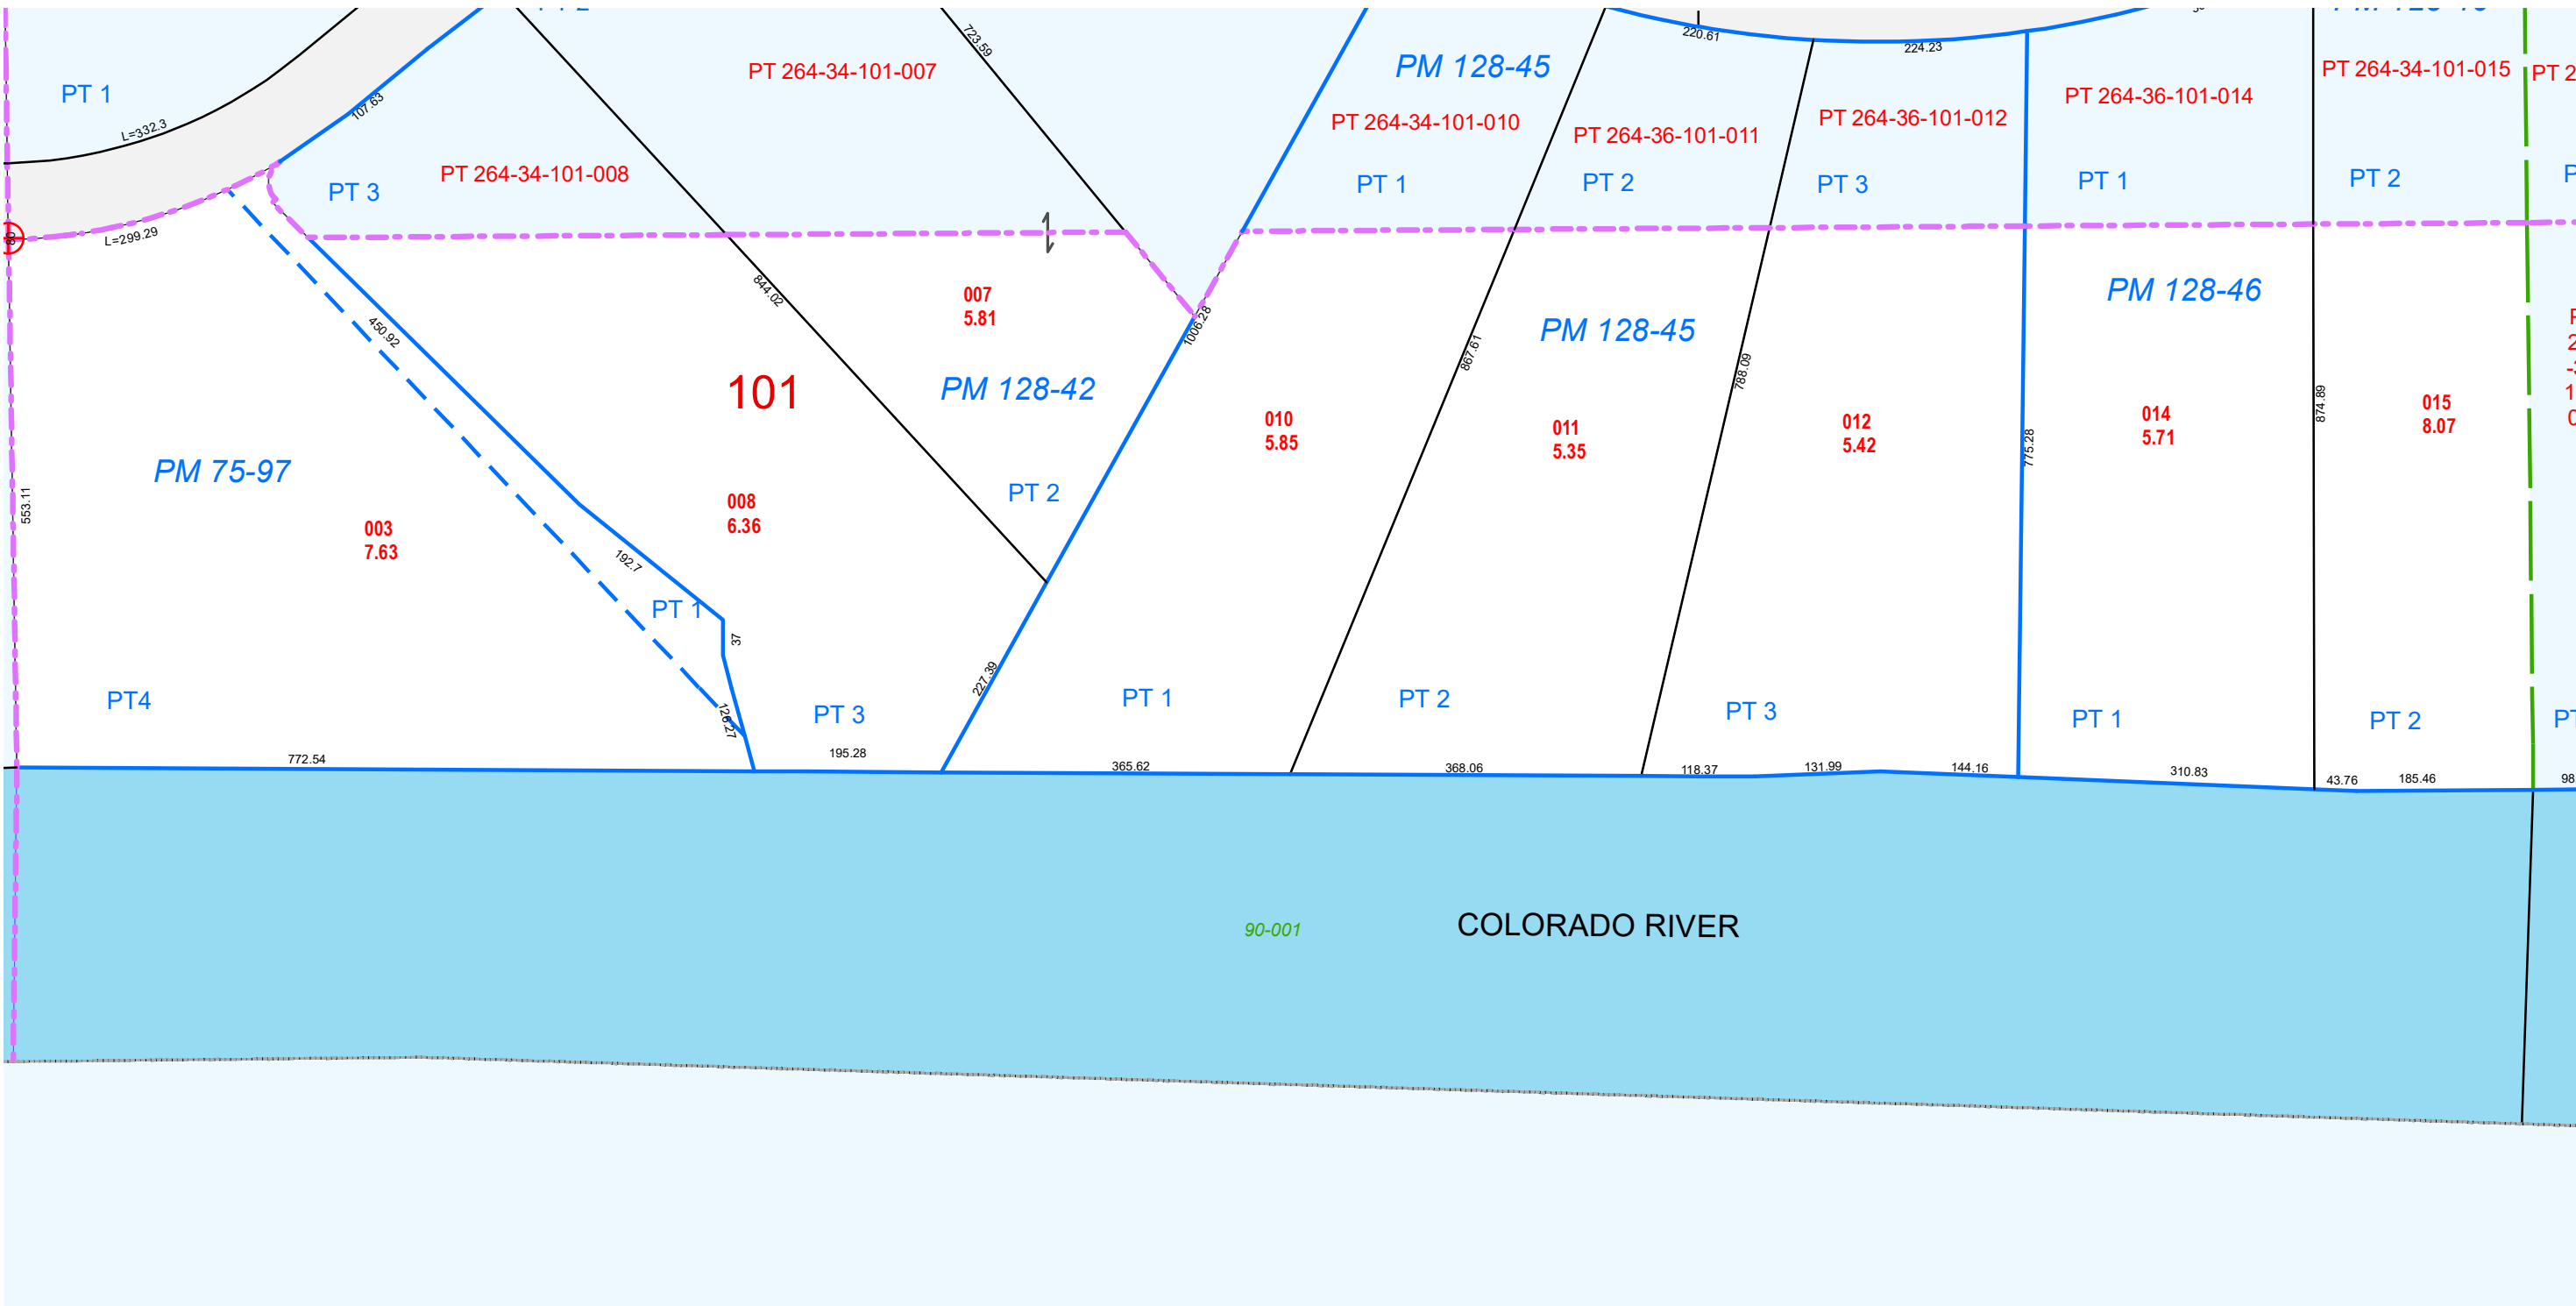 PT 1
L=332.3
107.63
L=299.29
80
PT 3
PT 264-34-101-008
PT 264-34-101-007
723.59
PM 128-45
PT 264-34-101-010
PT 1
220.61
PT 264-36-101-011
PT 2
224.23
PT 264-36-101-012
PT 3
PT 264-36-101-014
PT 1
PT 264-34-101-015
PT 2
450.92
844.02
007
5.81
1006.28
PM 128-42
101
867.61
PM 128-45
788.09
PM 128-46
010
5.85
011
5.35
012
5.42
775.28
014
5.71
874.89
015
8.07
PM 75-97
553.11
003
7.63
008
6.36
PT 2
192.7
PT 1
37
227.39
PT4
126.27
PT 3
PT 1
PT 2
PT 3
PT 1
PT 2
772.54
195.28
365.62
368.06
118.37
131.99
144.16
310.83
43.76
185.46
90-001
COLORADO RIVER